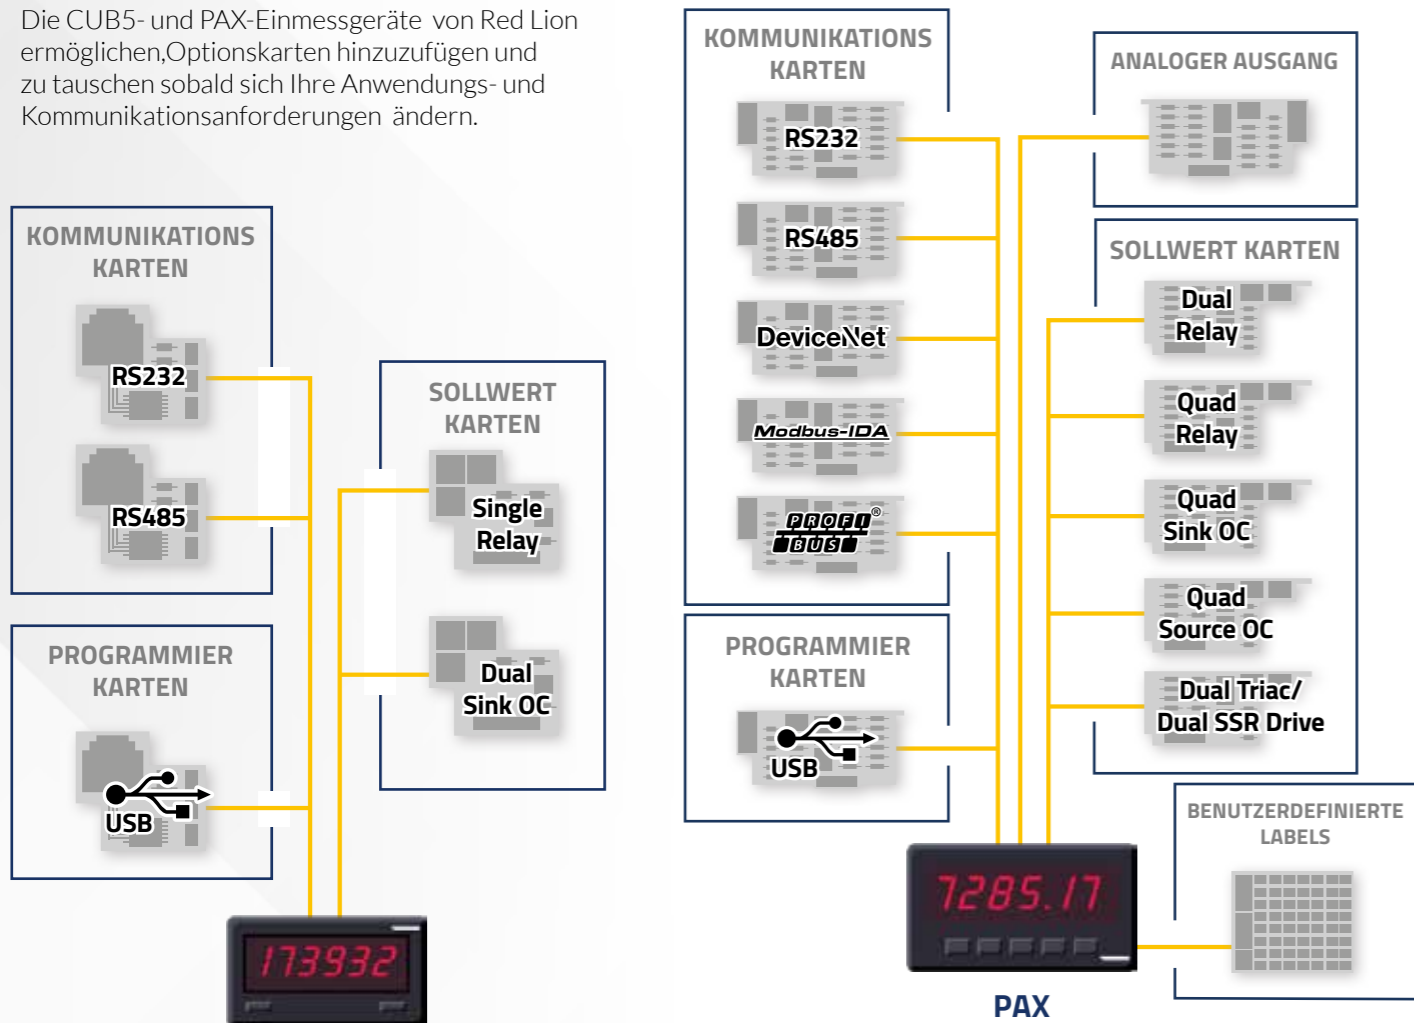 Die CUB5- und PAX-Einmessgeräte von Red Lion
ermöglichen,Optionskarten hinzuzufügen und
zu tauschen sobald sich Ihre Anwendungs- und
Kommunikationsanforderungen ändern.
KOMMUNIKATIONS
KARTEN
RS232
RS485
PROGRAMMIER
KARTEN
USB
SOLLWERT
KARTEN
Single
Relay
Dual
Sink OC
173932
KOMMUNIKATIONS
KARTEN
RS232
RS485
DeviceNet
Modbus-IDA
PROFI®
BUS
PROGRAMMIER
KARTEN
USB
ANALOGER AUSGANG
SOLLWERT KARTEN
Dual
Relay
Quad
Relay
Quad
Sink OC
Quad
Source OC
Dual Triac/
Dual SSR Drive
BENUTZERDEFINIERTE
LABELS
7285.17
PAX